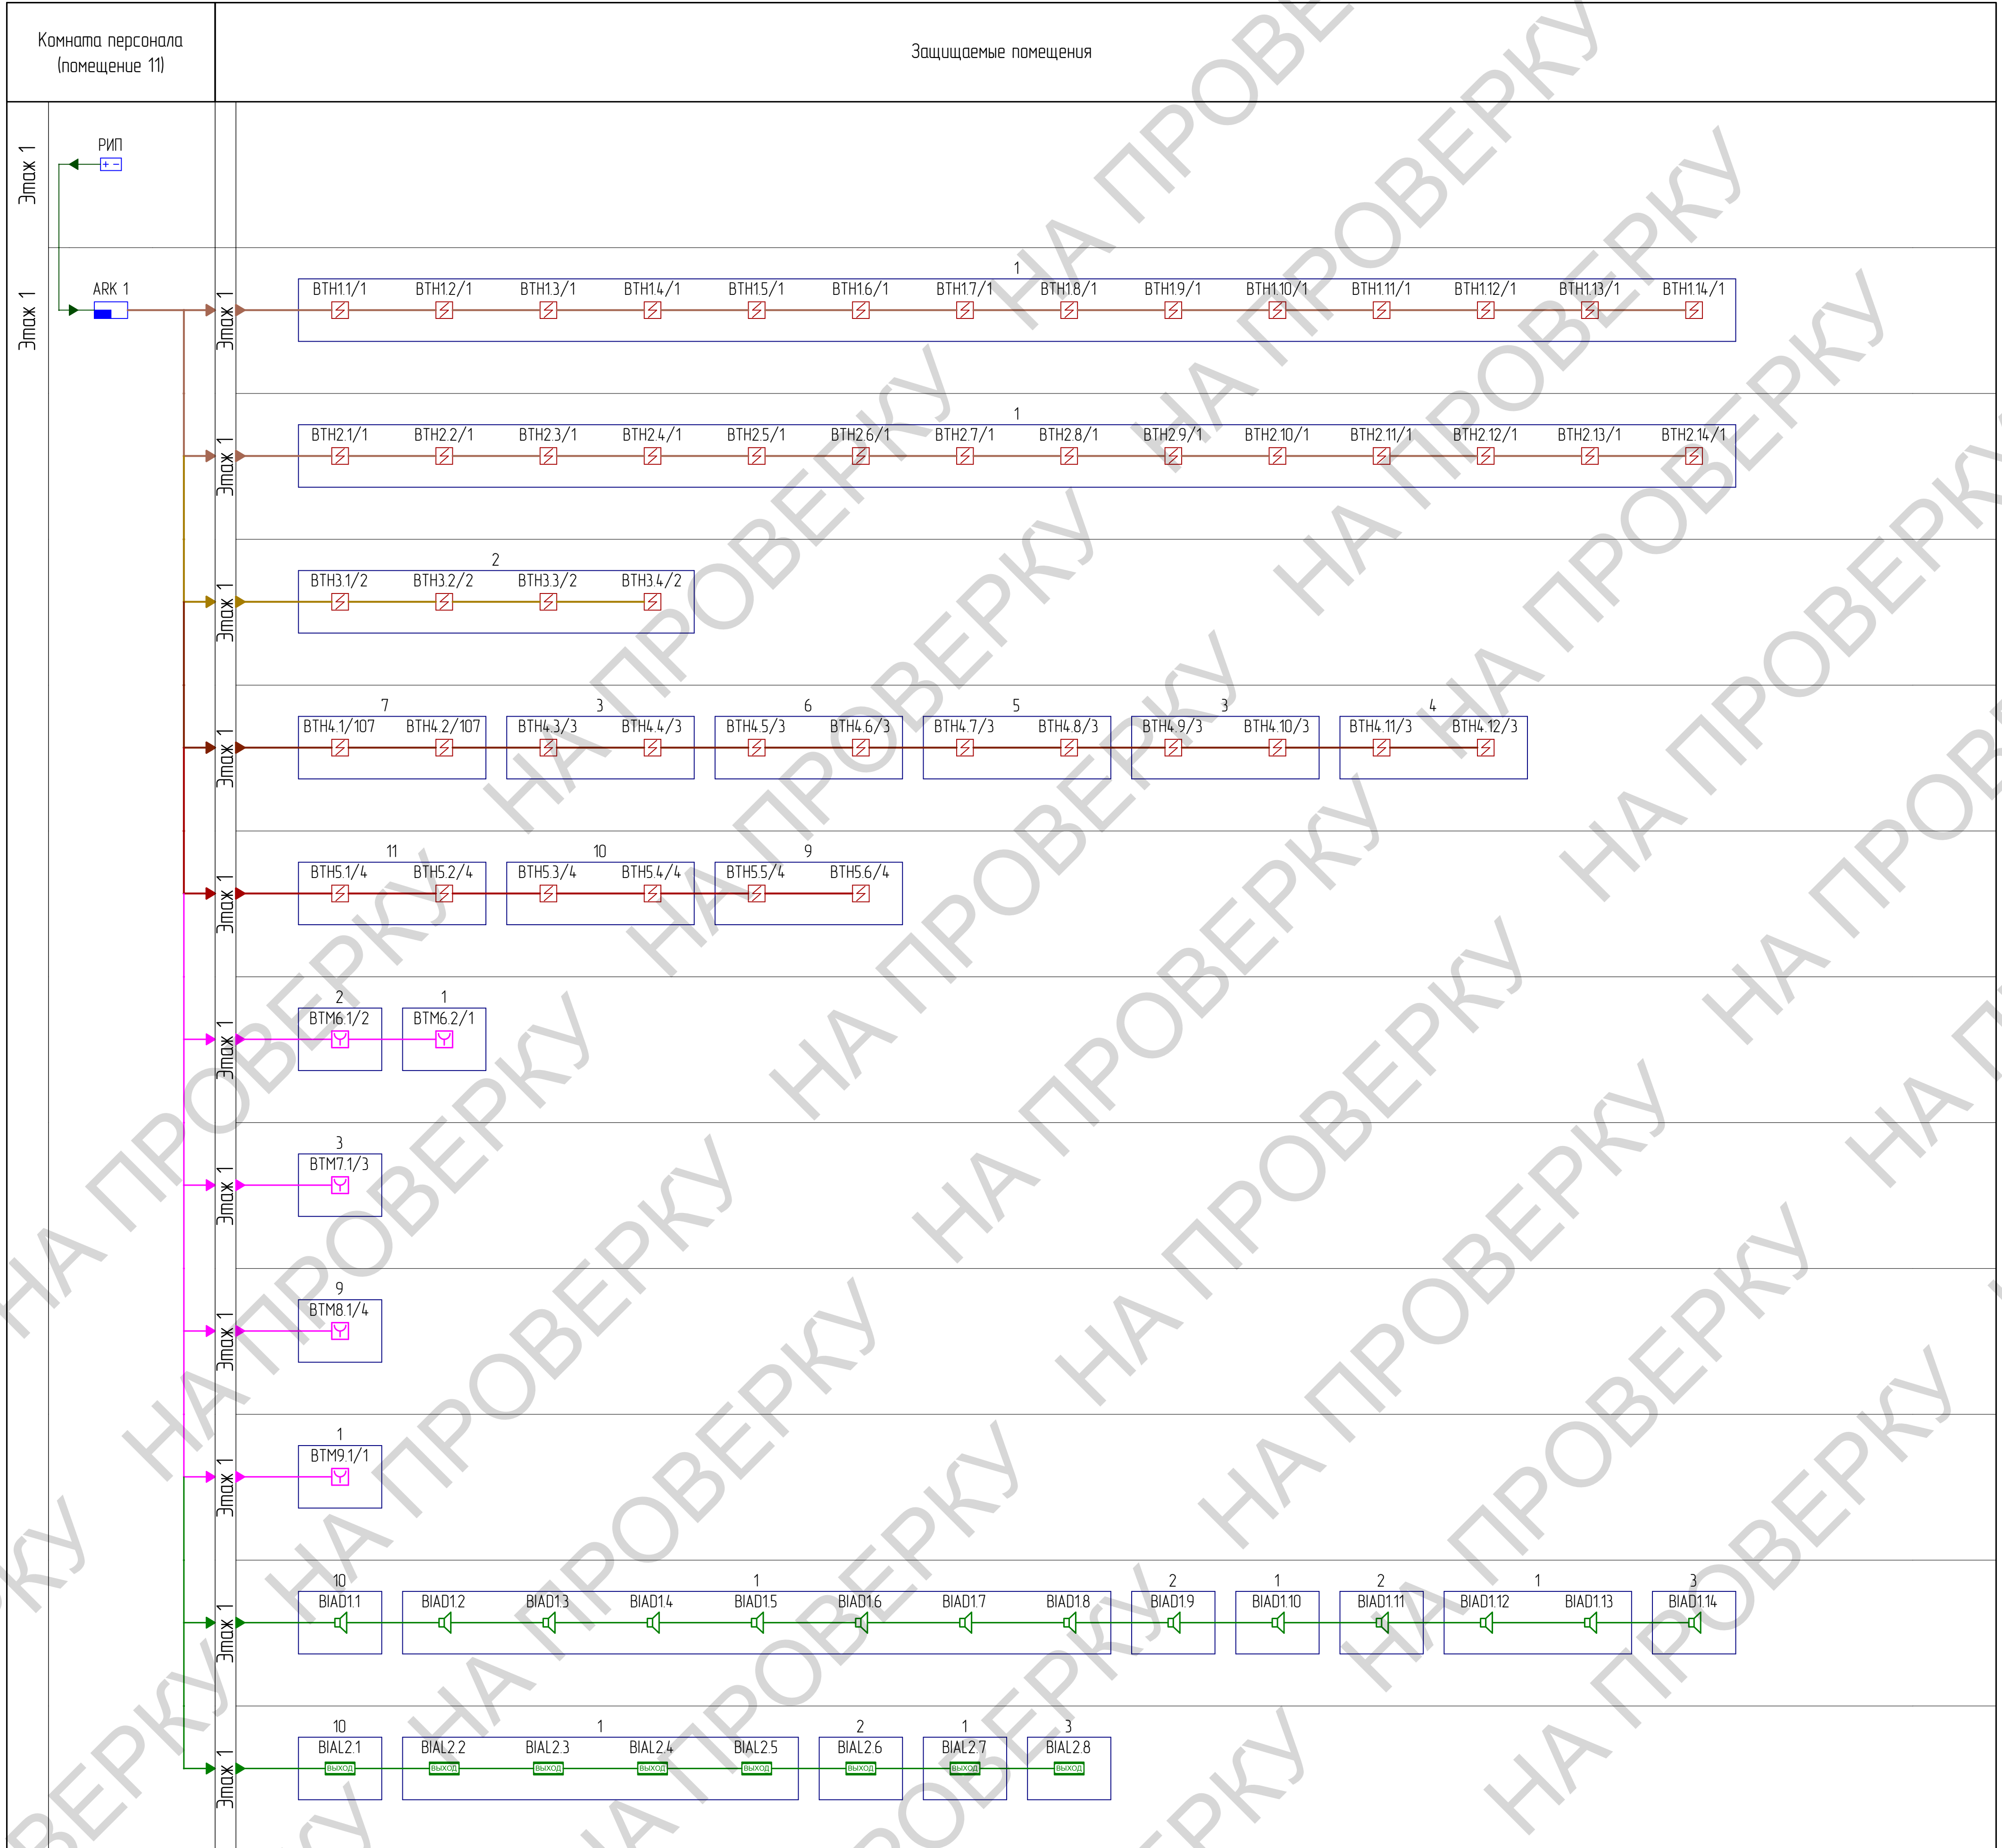 Комната персонала
(помещение 11)
Защищаемые помещения
Этаж 1
РИП
Этаж 1
ARK 1
Этаж 1
1
BTH1.1/1 BTH1.2/1 BTH1.3/1 BTH1.4/1 BTH1.5/1 BTH1.6/1 BTH1.7/1 BTH1.8/1 BTH1.9/1 BTH1.10/1 BTH1.11/1 BTH1.12/1 BTH1.13/1 BTH1.14/1
Этаж 1
1
BTH2.1/1 BTH2.2/1 BTH2.3/1 BTH2.4/1 BTH2.5/1 BTH2.6/1 BTH2.7/1 BTH2.8/1 BTH2.9/1 BTH2.10/1 BTH2.11/1 BTH2.12/1 BTH2.13/1 BTH2.14/1
Этаж 1
2
BTH3.1/2 BTH3.2/2 BTH3.3/2 BTH3.4/2
Этаж 1
7 3 6 5 3 4
BTH4.1/107 BTH4.2/107 BTH4.3/3 BTH4.4/3 BTH4.5/3 BTH4.6/3 BTH4.7/3 BTH4.8/3 BTH4.9/3 BTH4.10/3 BTH4.11/3 BTH4.12/3
Этаж 1
11 10 9
BTH5.1/4 BTH5.2/4 BTH5.3/4 BTH5.4/4 BTH5.5/4 BTH5.6/4
Этаж 1
2 1
BTM6.1/2 BTM6.2/1
Этаж 1
3
BTM7.1/3
Этаж 1
9
BTM8.1/4
Этаж 1
1
BTM9.1/1
Этаж 1
10 1 2 1 2 1 3
BIAD1.1 BIAD1.2 BIAD1.3 BIAD1.4 BIAD1.5 BIAD1.6 BIAD1.7 BIAD1.8 BIAD1.9 BIAD1.10 BIAD1.11 BIAD1.12 BIAD1.13 BIAD1.14
Этаж 1
10 1 2 1 3
BIAL2.1 BIAL2.2 BIAL2.3 BIAL2.4 BIAL2.5 BIAL2.6 BIAL2.7 BIAL2.8
ВЫХОД ВЫХОД ВЫХОД ВЫХОД ВЫХОД ВЫХОД ВЫХОД ВЫХОД
НА ПРОВЕРКУ НА ПРОВЕРКУ НА ПРОВЕРКУ НА ПРОВЕРКУ